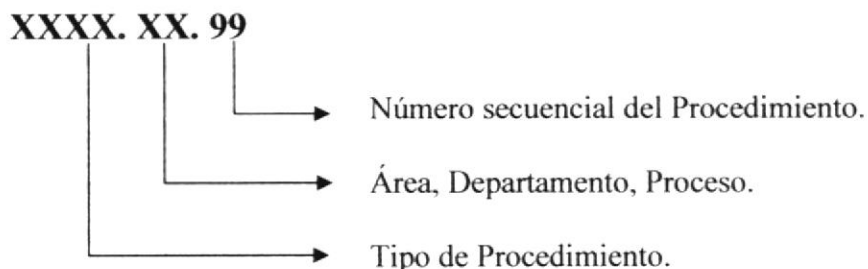 XXXX. XX. 99
Número secuencial del Procedimiento.
Área, Departamento, Proceso.
Tipo de Procedimiento.